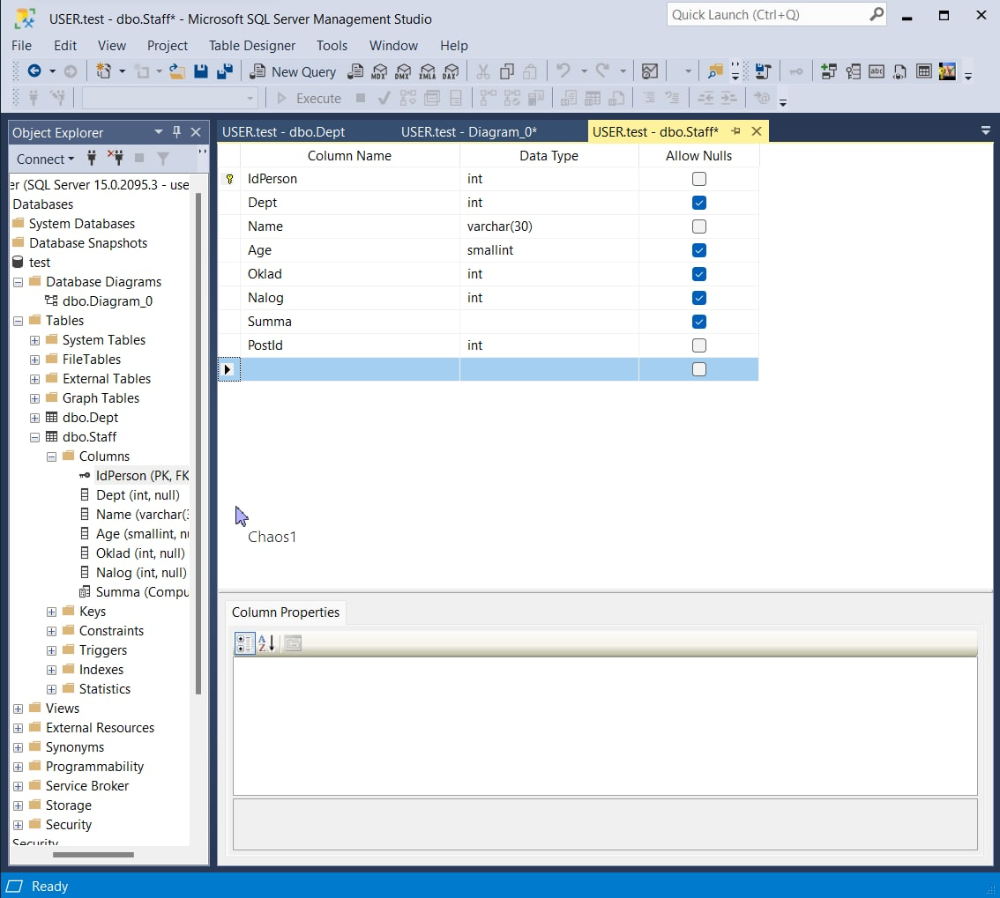 USER.test - dbo.Staff* - Microsoft SQL Server Management Studio
Quick Launch (Ctrl+Q)
File Edit View Project Table Designer Tools Window Help
New Query MDX DMX XMLA DAX
Execute
Object Explorer
Connect
USER.test - dbo.Dept USER.test - Diagram_0* USER.test - dbo.Staff*
er (SQL Server 15.0.2095.3 - use
Databases
System Databases
Database Snapshots
test
Database Diagrams
dbo.Diagram_0
Tables
System Tables
FileTables
External Tables
Graph Tables
dbo.Dept
dbo.Staff
Columns
IdPerson (PK, FK
Dept (int, null)
Name (varchar(3
Age (smallint, nu
Oklad (int, null)
Nalog (int, null)
Summa (Compu
Keys
Constraints
Triggers
Indexes
Statistics
Views
External Resources
Synonyms
Programmability
Service Broker
Storage
Security
Security
Column Name Data Type Allow Nulls
IdPerson int
Dept int
Name varchar(30)
Age smallint
Oklad int
Nalog int
Summa
PostId int
Chaos1
Column Properties
Ready